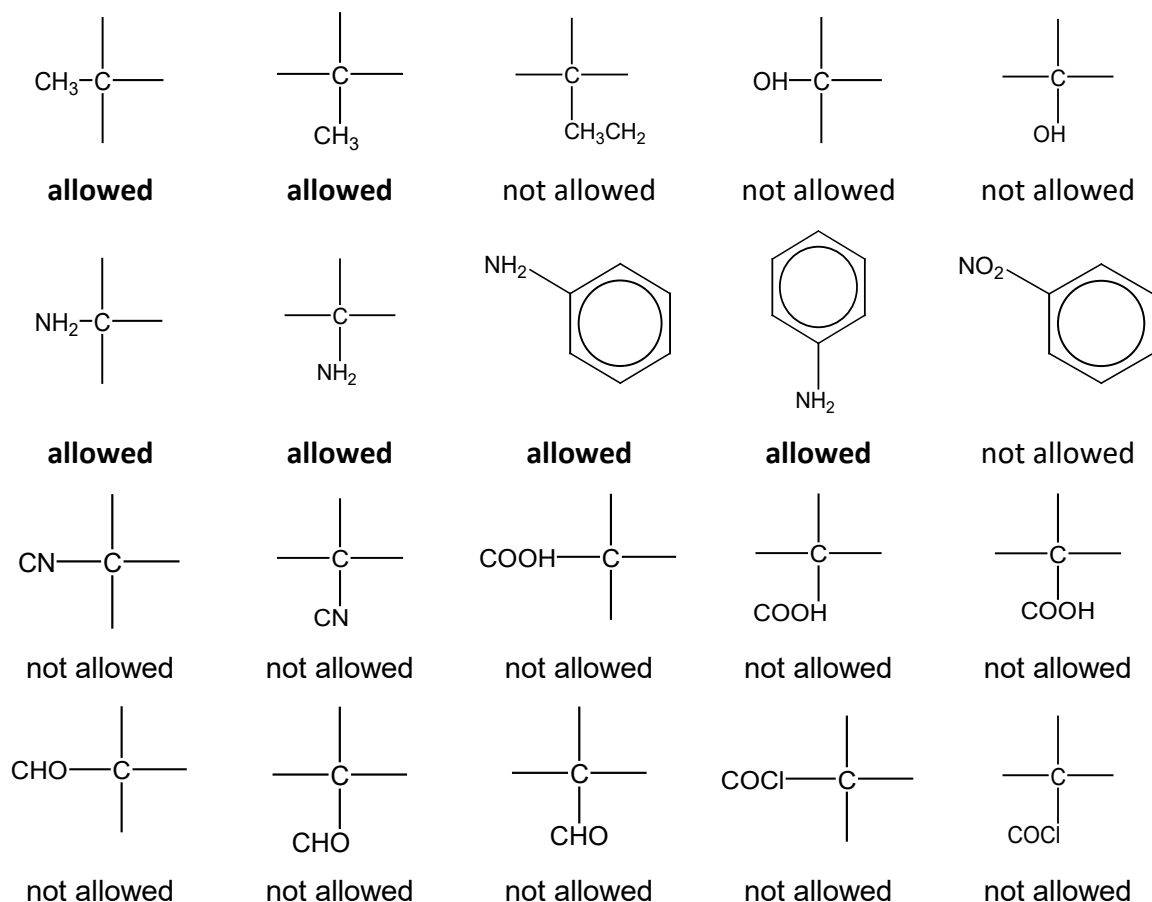 CH₃ C C C OH C C
CH₃ CH₃CH₂ OH
allowed allowed not allowed not allowed not allowed
NH₂ C C NH₂ NO₂
NH₂ NH₂
allowed allowed allowed allowed not allowed
CN C C COOH C C C
CN COOH COOH
not allowed not allowed not allowed not allowed not allowed
CHO C C C COCl C C
CHO CHO COCl
not allowed not allowed not allowed not allowed not allowed